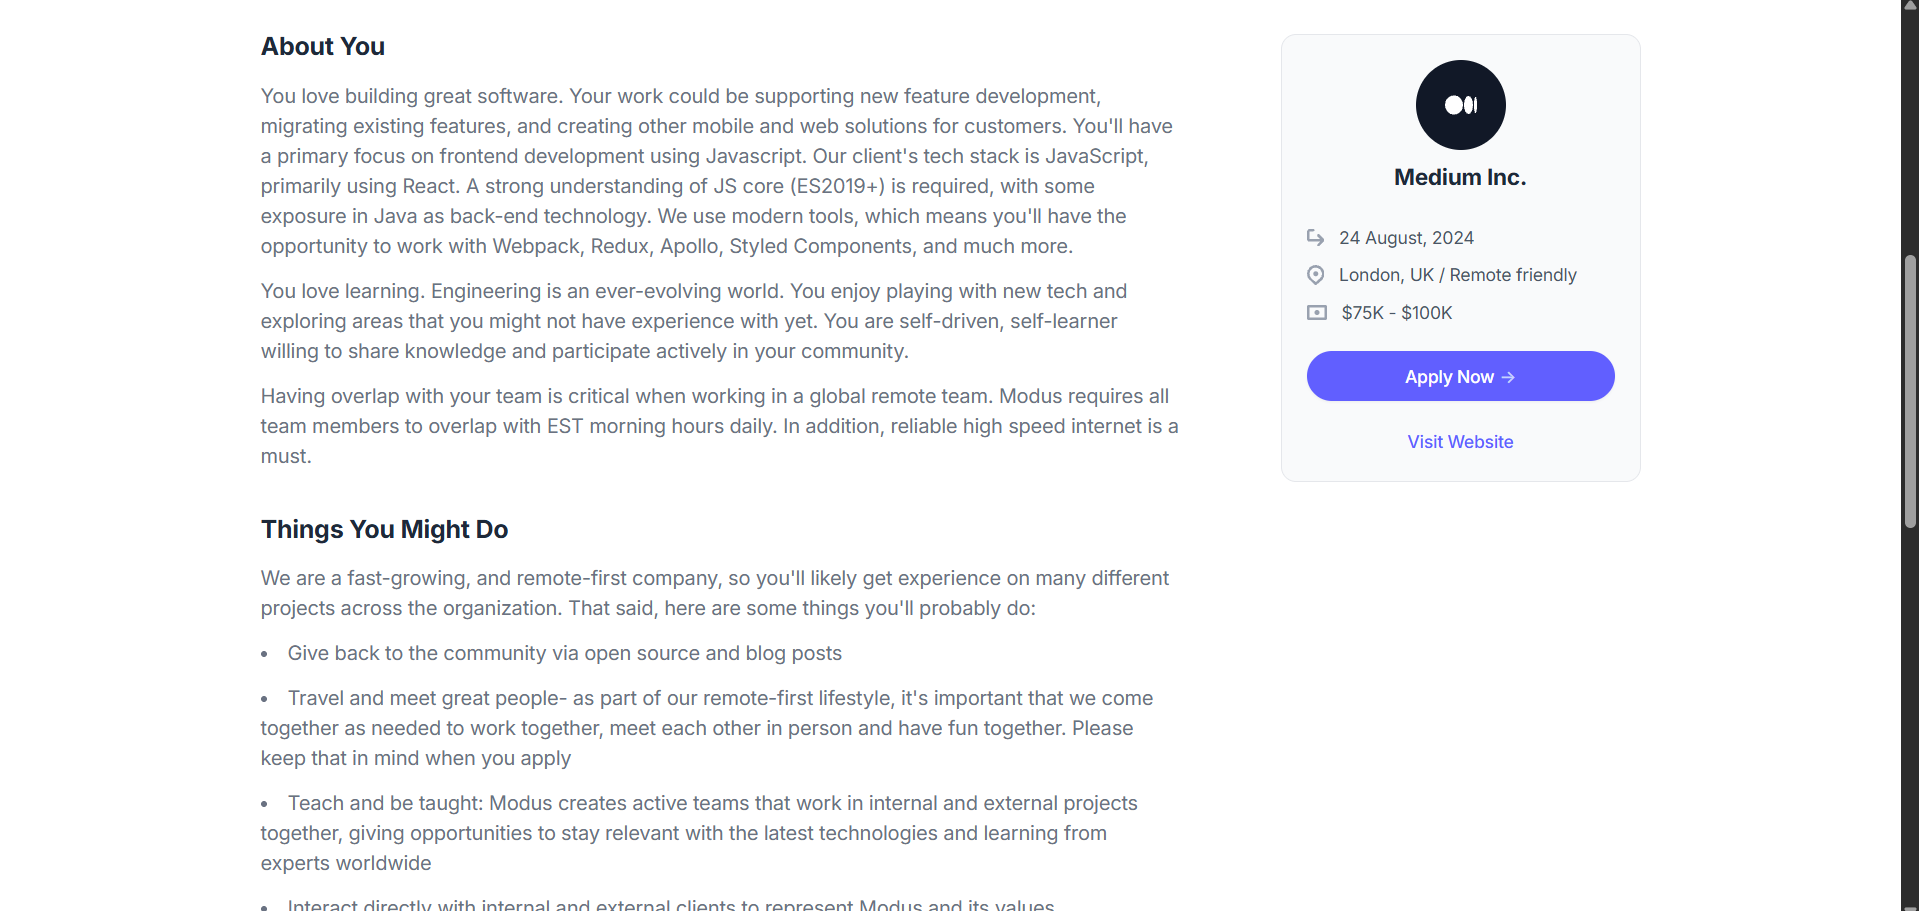 About You
You love building great software. Your work could be supporting new feature development,
migrating existing features, and creating other mobile and web solutions for customers. You'll have
a primary focus on frontend development using Javascript. Our client's tech stack is JavaScript,
primarily using React. A strong understanding of JS core (ES2019+) is required, with some
exposure in Java as back-end technology. We use modern tools, which means you'll have the
opportunity to work with Webpack, Redux, Apollo, Styled Components, and much more.
You love learning. Engineering is an ever-evolving world. You enjoy playing with new tech and
exploring areas that you might not have experience with yet. You are self-driven, self-learner
willing to share knowledge and participate actively in your community.
Having overlap with your team is critical when working in a global remote team. Modus requires all
team members to overlap with EST morning hours daily. In addition, reliable high speed internet is a
must.
Things You Might Do
We are a fast-growing, and remote-first company, so you'll likely get experience on many different
projects across the organization. That said, here are some things you'll probably do:
• Give back to the community via open source and blog posts
• Travel and meet great people- as part of our remote-first lifestyle, it's important that we come
together as needed to work together, meet each other in person and have fun together. Please
keep that in mind when you apply
• Teach and be taught: Modus creates active teams that work in internal and external projects
together, giving opportunities to stay relevant with the latest technologies and learning from
experts worldwide
• Interact directly with internal and external clients to represent Modus and its values
Medium Inc.
24 August, 2024
London, UK / Remote friendly
$75K - $100K
Apply Now →
Visit Website